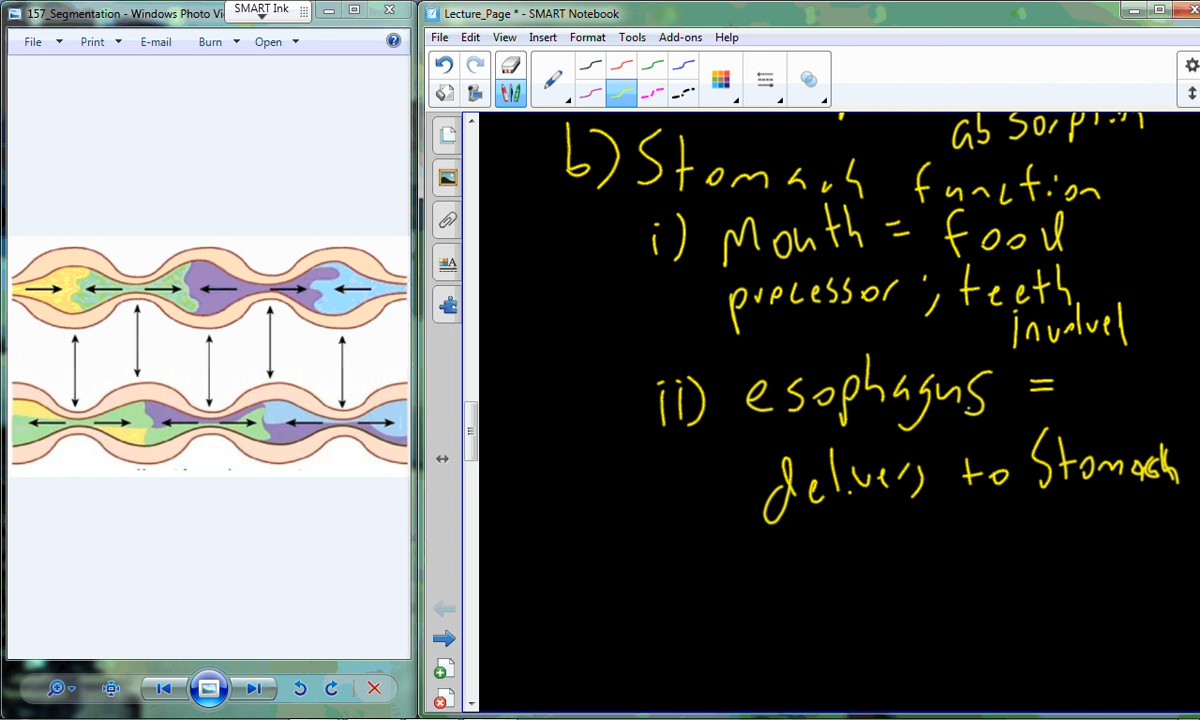 157_Segmentation - Windows Photo Vi
SMART Ink
File Print E-mail Burn Open
Lecture_Page * - SMART Notebook
File Edit View Insert Format Tools Add-ons Help
absorption
b) Stomach function
i) Mouth = food
processor ; teeth
involvel
ii) esophagus =
delivers to Stomach